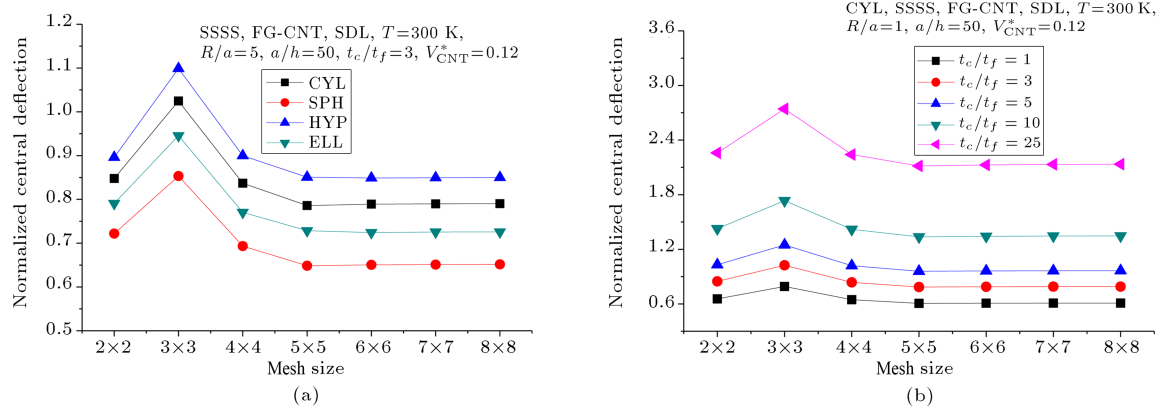 SSSS, FG-CNT, SDL, T=300 K,
R/a=5, a/h=50, t_c/t_f=3, V*_CNT=0.12
CYL
SPH
HYP
ELL
1.2
1.1
1.0
0.9
0.8
0.7
0.6
0.5
Normalized central deflection
2×2 3×3 4×4 5×5 6×6 7×7 8×8
Mesh size
(a)
CYL, SSSS, FG-CNT, SDL, T=300 K,
R/a=1, a/h=50, V*_CNT=0.12
t_c/t_f = 1
t_c/t_f = 3
t_c/t_f = 5
t_c/t_f = 10
t_c/t_f = 25
3.6
3.0
2.4
1.8
1.2
0.6
Normalized central deflection
2×2 3×3 4×4 5×5 6×6 7×7 8×8
Mesh size
(b)